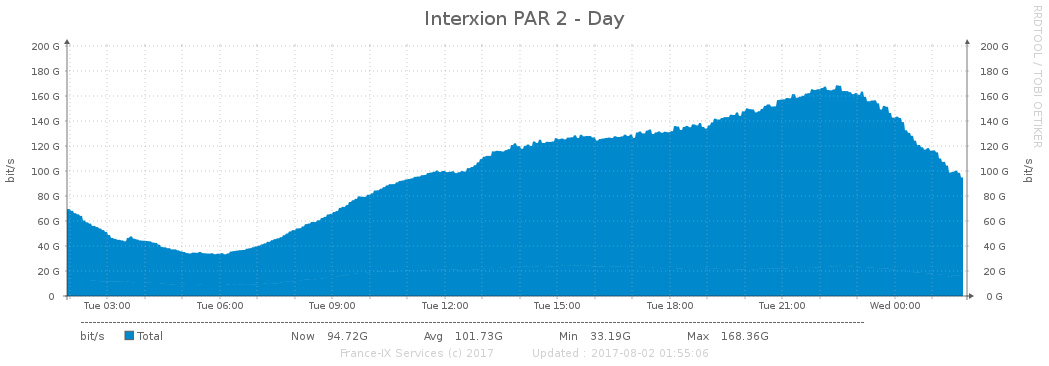 Interxion PAR 2 - Day
RRDTOOL / TOBI OETIKER
bit/s
200 G 200 G
180 G 180 G
160 G 160 G
140 G 140 G
120 G 120 G
100 G 100 G
80 G 80 G
60 G 60 G
40 G 40 G
20 G 20 G
0 0 G
bit/s
Tue 03:00 Tue 06:00 Tue 09:00 Tue 12:00 Tue 15:00 Tue 18:00 Tue 21:00 Wed 00:00
bit/s Total Now 94.72G Avg 101.73G Min 33.19G Max 168.36G
France-IX Services (c) 2017 Updated : 2017-08-02 01:55:06